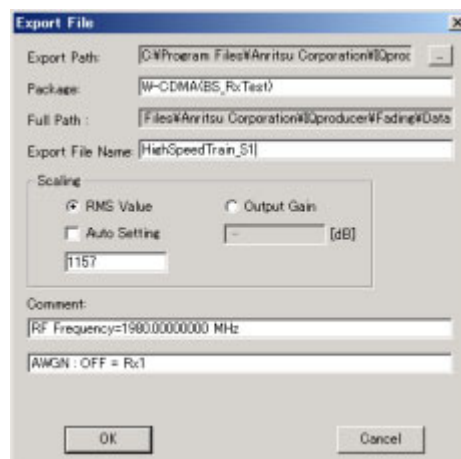 Export File
Export Path: C:¥Program Files¥Anritsu Corporation¥IQproc ...
Package: W-CDMA(BS_RxTest)
Full Path : Files¥Anritsu Corporation¥IQproducer¥Fading¥Data
Export File Name: HighSpeedTrain_S1
Scaling
RMS Value Output Gain
Auto Setting - [dB]
1157
Comment:
RF Frequency=1980.00000000 MHz
AWGN : OFF = Rx1
OK Cancel